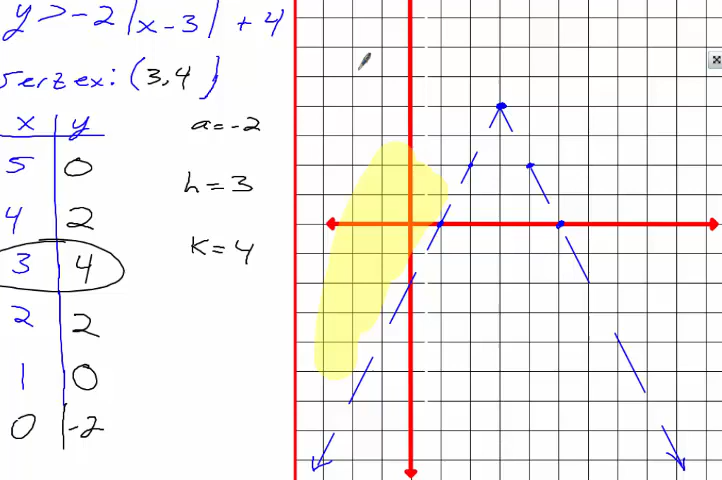 y > -2 |x-3| + 4
vertex: (3,4)
x y
a = -2
5 0
h = 3
4 2
k = 4
3 4
2 2
1 0
0 -2